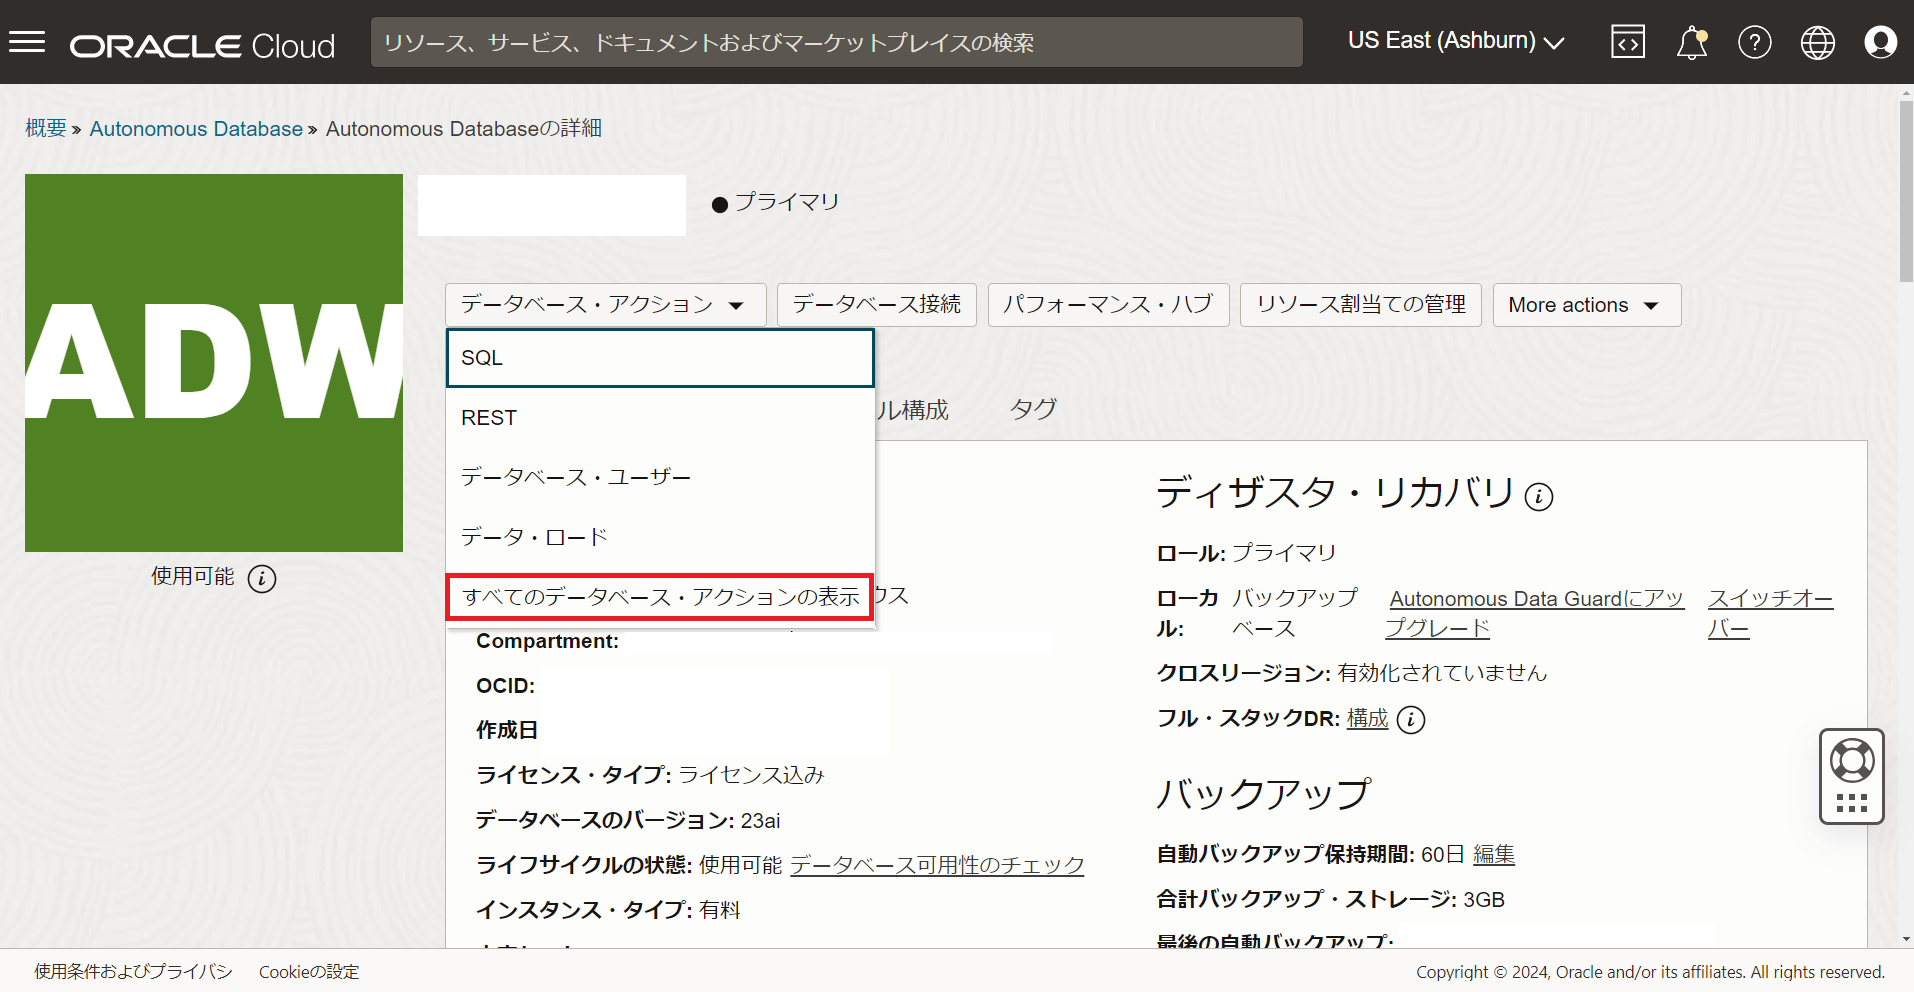 ORACLE Cloud
リソース、サービス、ドキュメントおよびマーケットプレイスの検索
US East (Ashburn)
概要 » Autonomous Database » Autonomous Databaseの詳細
ADW
プライマリ
データベース・アクション
データベース接続
パフォーマンス・ハブ
リソース割当ての管理
More actions
SQL
REST
データベース・ユーザー
データ・ロード
すべてのデータベース・アクションの表示
使用可能
ル構成
タグ
ウス
Compartment:
OCID:
作成日
ライセンス・タイプ: ライセンス込み
データベースのバージョン: 23ai
ライフサイクルの状態: 使用可能 データベース可用性のチェック
インスタンス・タイプ: 有料
ディザスタ・リカバリ
ロール: プライマリ
ローカ バックアップ Autonomous Data Guardにアッ スイッチオー
ル: ベース プグレード バー
クロスリージョン: 有効化されていません
フル・スタックDR: 構成
バックアップ
自動バックアップ保持期間: 60日 編集
合計バックアップ・ストレージ: 3GB
最後の自動バックアップ:
使用条件およびプライバシ
Cookieの設定
Copyright © 2024, Oracle and/or its affiliates. All rights reserved.